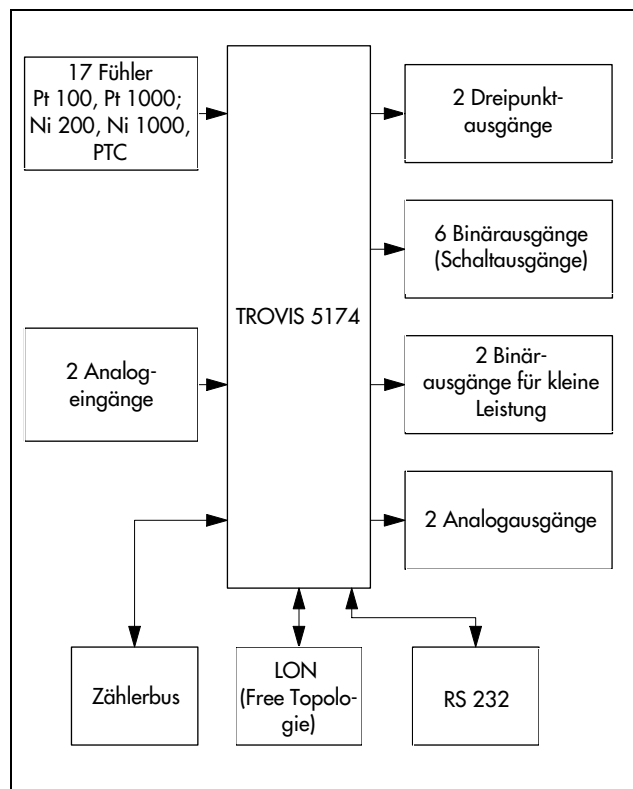 17 Fühler
Pt 100, Pt 1000;
Ni 200, Ni 1000,
PTC
2 Dreipunkt-
ausgänge
6 Binärausgänge
(Schaltausgänge)
TROVIS 5174
2 Analog-
eingänge
2 Binär-
ausgänge für kleine
Leistung
2 Analogausgänge
Zählerbus
LON
(Free Topolo-
gie)
RS 232